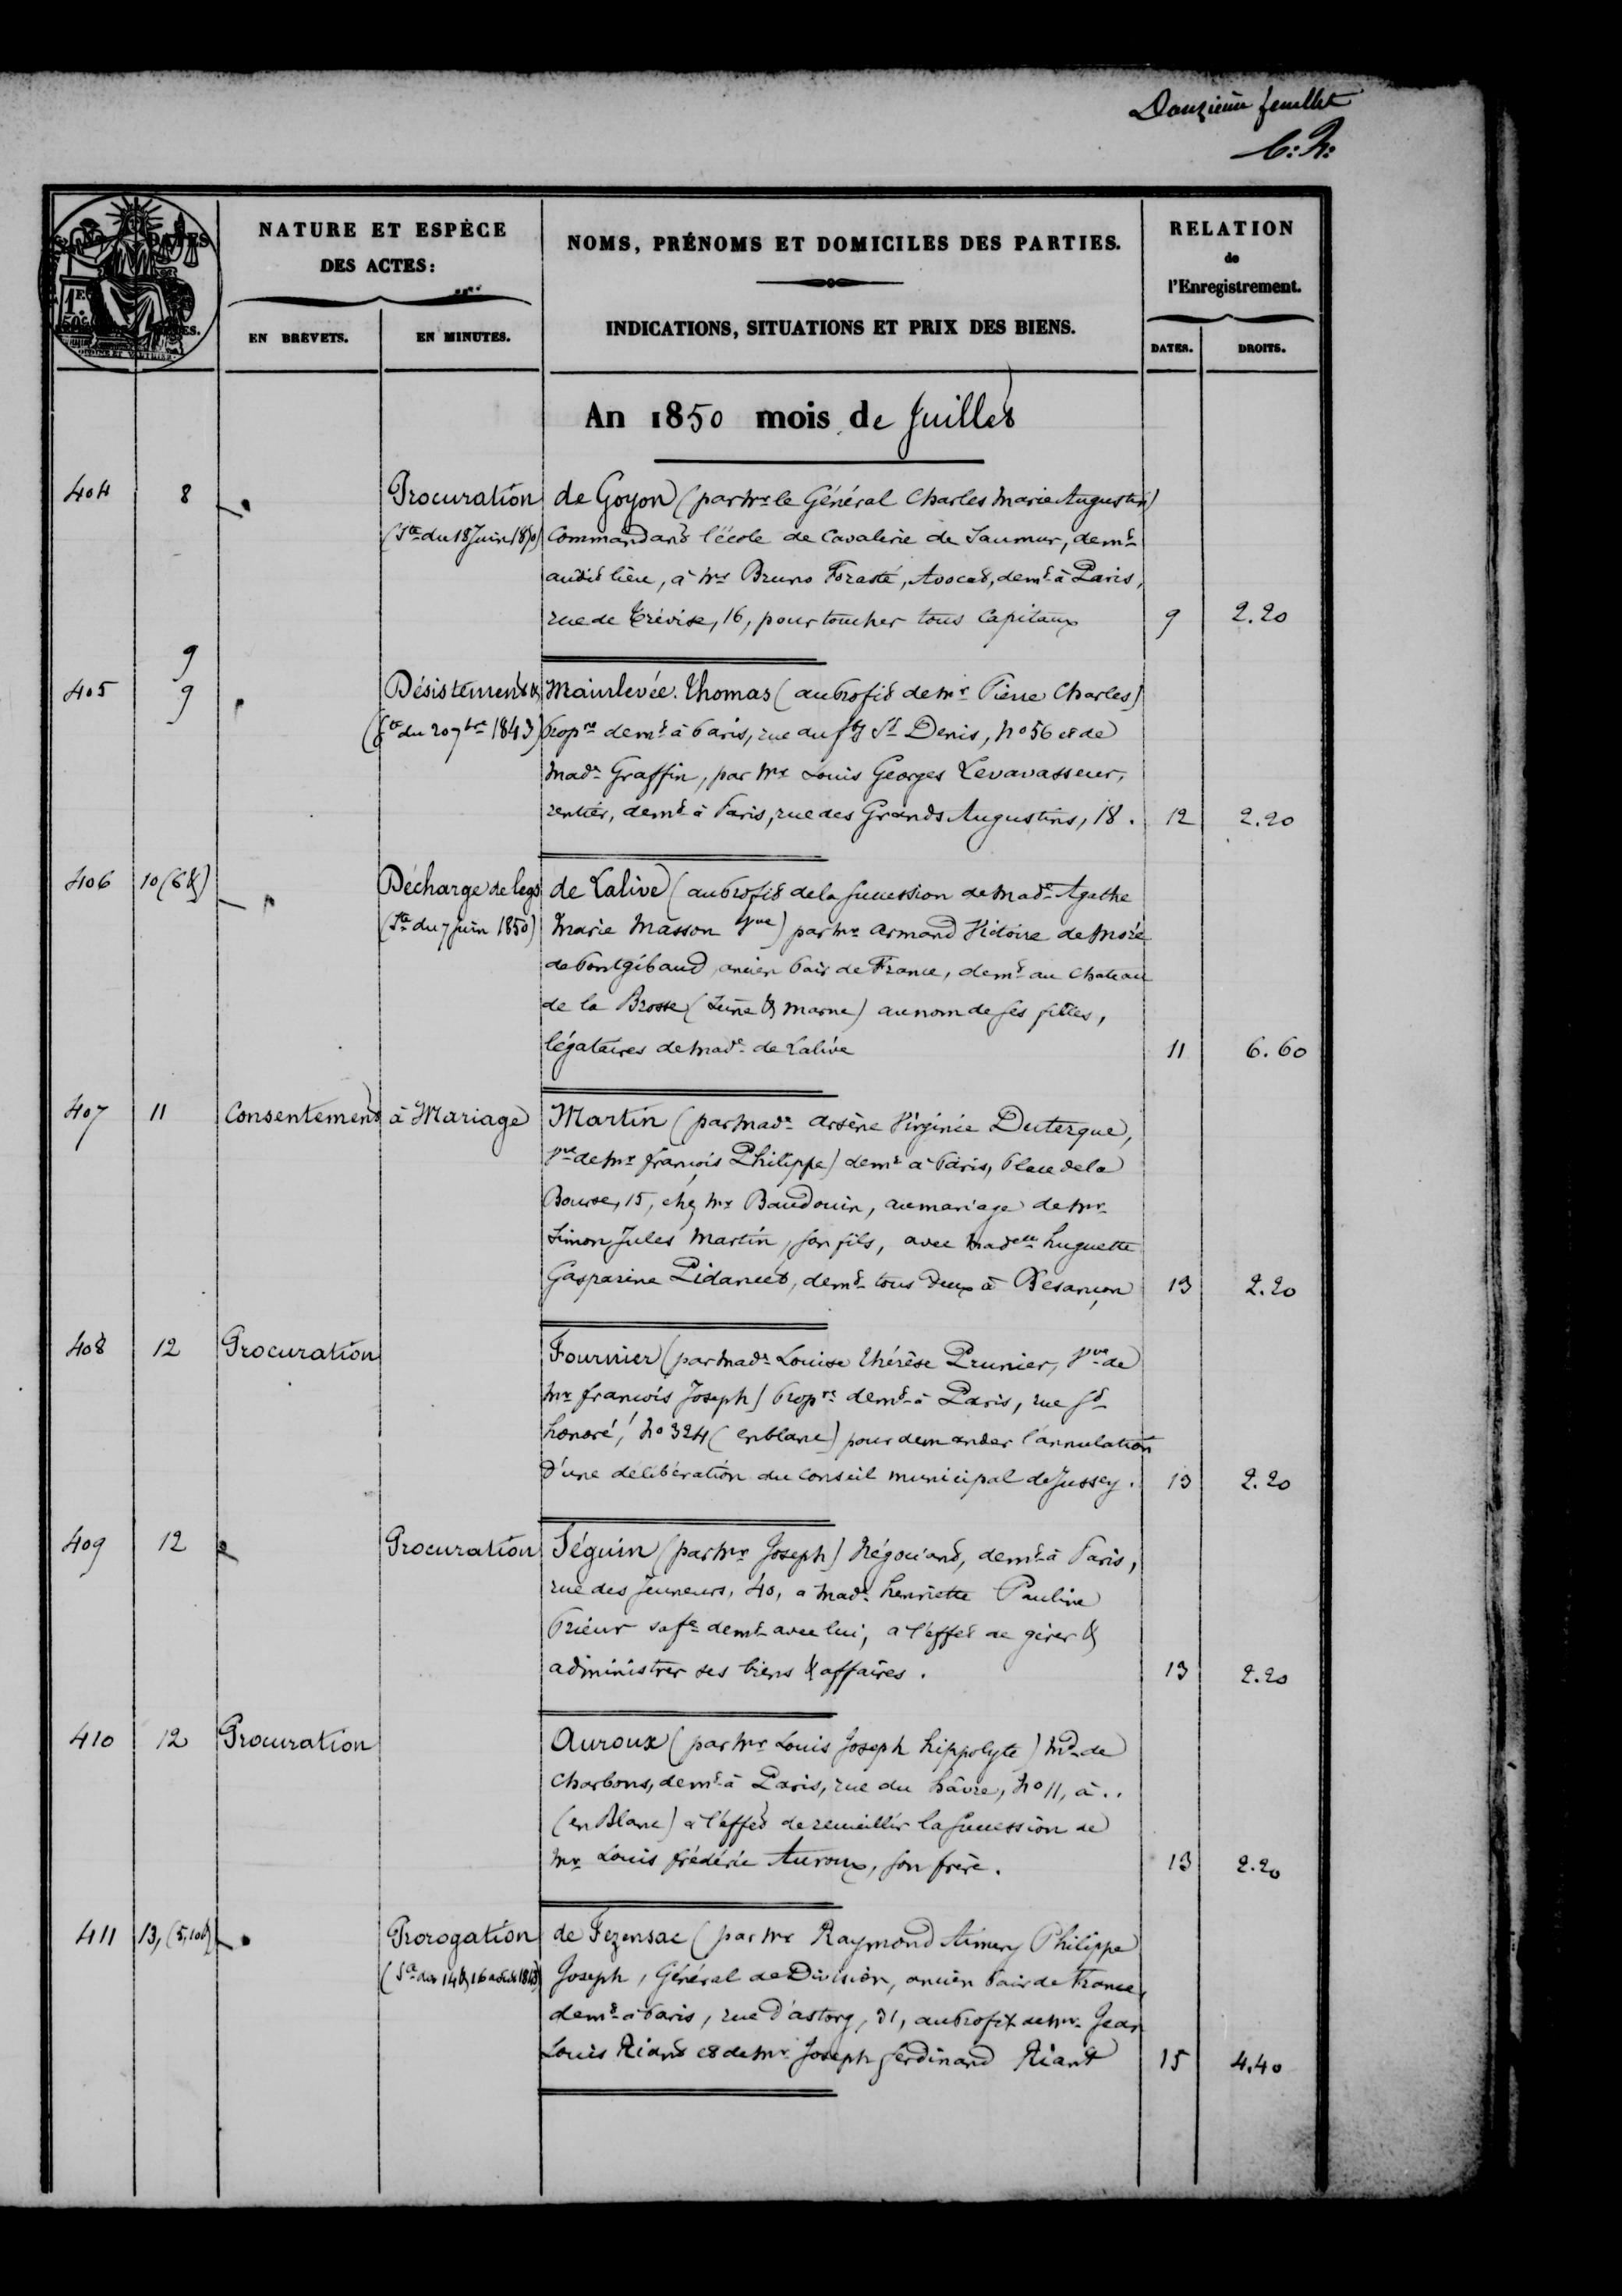 Douzième feuillet
NATURE ET ESPÈCE
DES ACTES:
EN BREVETS.
EN MINUTES.
NOMS, PRÉNOMS ET DOMICILES DES PARTIES.
INDICATIONS, SITUATIONS ET PRIX DES BIENS.
RELATION
de
l'Enregistrement.
DATES.
DROITS.
An 1850 mois de Juillet
404 8 Procuration de Goyon (par Mr le Général Charles Marie Augustin)
(Ste du 18 Juin 1850) Commandant l'école de Cavalerie de Saumur, demt
audit lieu, à Mr Bruno Forasté, Avocat, demt à Paris,
rue de Trévise, 16, pour toucher tous Capitaux 9 2.20
9
405 9 Désistement & Mainlevée. Thomas (au profit de Mr Pierre Charles)
(Ste du 20 7bre 1843) Propre demt à Paris, rue du fg St Denis, No 56 et de
Made Graffin, par Mr Louis Georges Levavasseur,
rentier, demt à Paris, rue des Grands Augustins, 18. 12 2.20
406 10 (6 &) Décharge de legs de Lalive (au profit de la succession de Made Agathe
(Ste du 7 Juin 1850) Marie Masson Vve) par Mr Armand Victoire de Moré
de Pontgibaud ancien Pair de France, demt au Chateau
de la Brosse (Seine & Marne) au nom de ses filles,
légataires de Made de Lalive 11 6.60
407 11 Consentement à Mariage Martin (par Made Arsène Virginie Duterque,
Vve de Mr François Philippe) demt à Paris, Place de la
Bourse, 15, chez Mr Baudouin, au mariage de Mr
Simon Jules Martin, son fils, avec Madelle huguette
Gasparine Pidancet, demt tous deux à Besançon 13 2.20
408 12 Procuration Fournier (par Made Louise Thérèse Prunier, Vve de
Mr François Joseph) Propre demt à Paris, rue St
honoré, No 324 (en blanc) pour demander l'annulation
d'une délibération du Conseil municipal de Jussey. 13 2.20
409 12 Procuration Séguin (par Mr Joseph) Négociant, demt à Paris,
rue des Jeuneurs, 40, à Made henriette Pauline
Prieur sa fe demt avec lui, a l'effet de gérer &
administrer ses biens & affaires. 13 2.20
410 12 Procuration Auroux (par Mr Louis Joseph hippolyte) Md de
Charbons, demt à Paris, rue du hâvre, No 11, à ..
(en Blanc) à l'effet de recueillir la succession de
Mr Louis frédéric Auroux, son frère. 13 2.20
411 13, (5, 10 &) Prorogation de Fezensac (par Mr Raymond Aimery Philippe
(Ste des 14 & 16 août 1843) Joseph, Général de Division, ancien Pair de France,
demt à Paris, rue d'astorg, 31, au Profit de Mr Jean
Louis Riant et de Mr Joseph ferdinand Riant 15 4.40